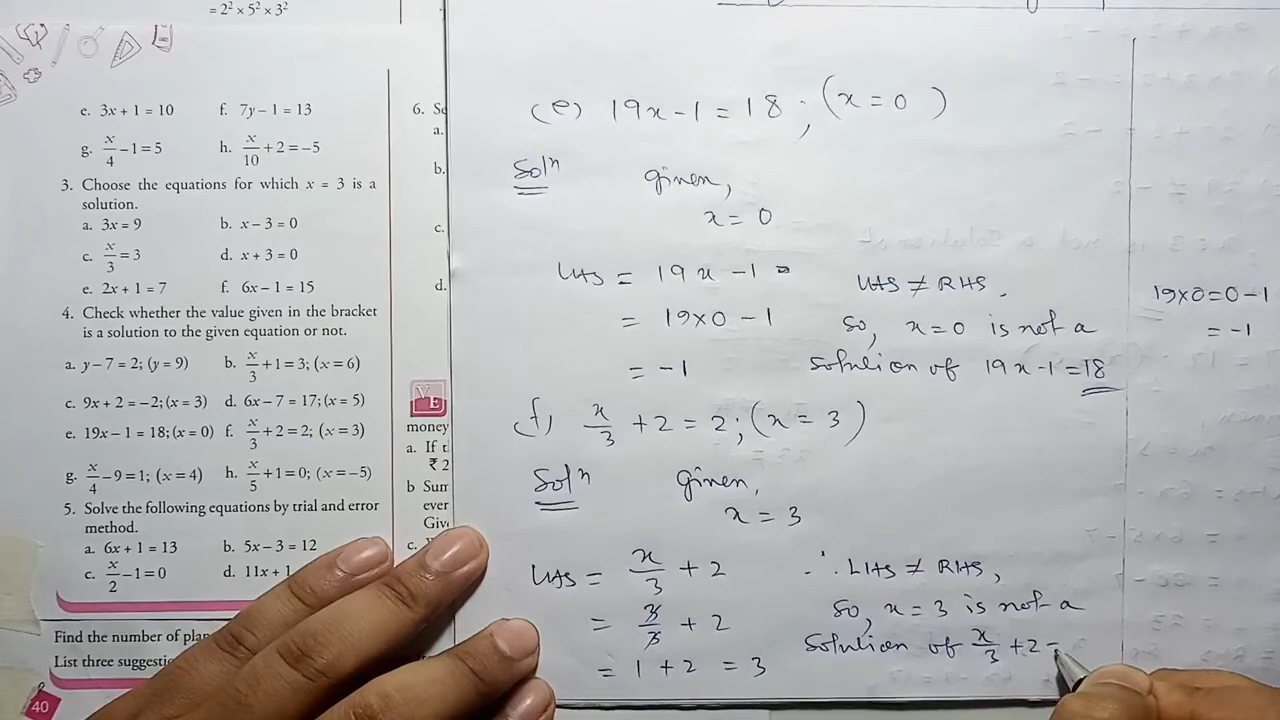 = 2² × 5² × 3²
e. 3x + 1 = 10 f. 7y − 1 = 13
g. x/4 − 1 = 5 h. x/10 + 2 = −5
3. Choose the equations for which x = 3 is a
solution.
a. 3x = 9 b. x − 3 = 0
c. x/3 = 3 d. x + 3 = 0
e. 2x + 1 = 7 f. 6x − 1 = 15
4. Check whether the value given in the bracket
is a solution to the given equation or not.
a. y − 7 = 2; (y = 9) b. x/3 + 1 = 3; (x = 6)
c. 9x + 2 = −2; (x = 3) d. 6x − 7 = 17; (x = 5)
e. 19x − 1 = 18; (x = 0) f. x/3 + 2 = 2; (x = 3)
g. x/4 − 9 = 1; (x = 4) h. x/5 + 1 = 0; (x = −5)
5. Solve the following equations by trial and error
method.
a. 6x + 1 = 13 b. 5x − 3 = 12
c. x/2 − 1 = 0 d. 11x + 1
Find the number of
List three
40
6.
a.
b.
c.
d.
VE
money
a. If
₹ 2
b Sum
ever
c.
(e) 19x − 1 = 18 ; (x = 0)
Solⁿ given,
x = 0
LHS = 19x − 1
= 19×0 − 1
= −1
LHS ≠ RHS.
So, x = 0 is not a
solution of 19x − 1 = 18
19×0 = 0 − 1
= −1
(f) x/3 + 2 = 2 ; (x = 3)
Solⁿ given,
x = 3
LHS = x/3 + 2
= 3/3 + 2
= 1 + 2 = 3
∴ LHS ≠ RHS,
So, x = 3 is not a
solution of x/3 + 2 =